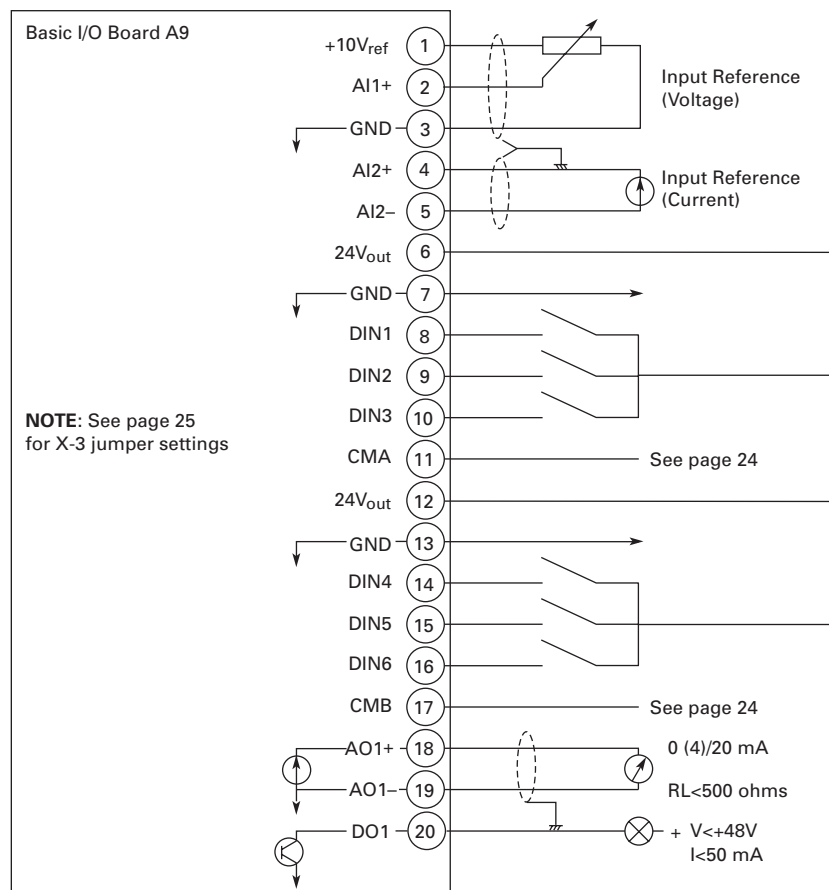 Basic I/O Board A9
+10Vref 1
AI1+ 2
Input Reference
(Voltage)
GND 3
AI2+ 4
Input Reference
(Current)
AI2– 5
24Vout 6
GND 7
DIN1 8
DIN2 9
DIN3 10
NOTE: See page 25
for X-3 jumper settings
CMA 11 See page 24
24Vout 12
GND 13
DIN4 14
DIN5 15
DIN6 16
CMB 17 See page 24
AO1+ 18 0 (4)/20 mA
AO1– 19 RL<500 ohms
DO1 20 + V<+48V
I<50 mA